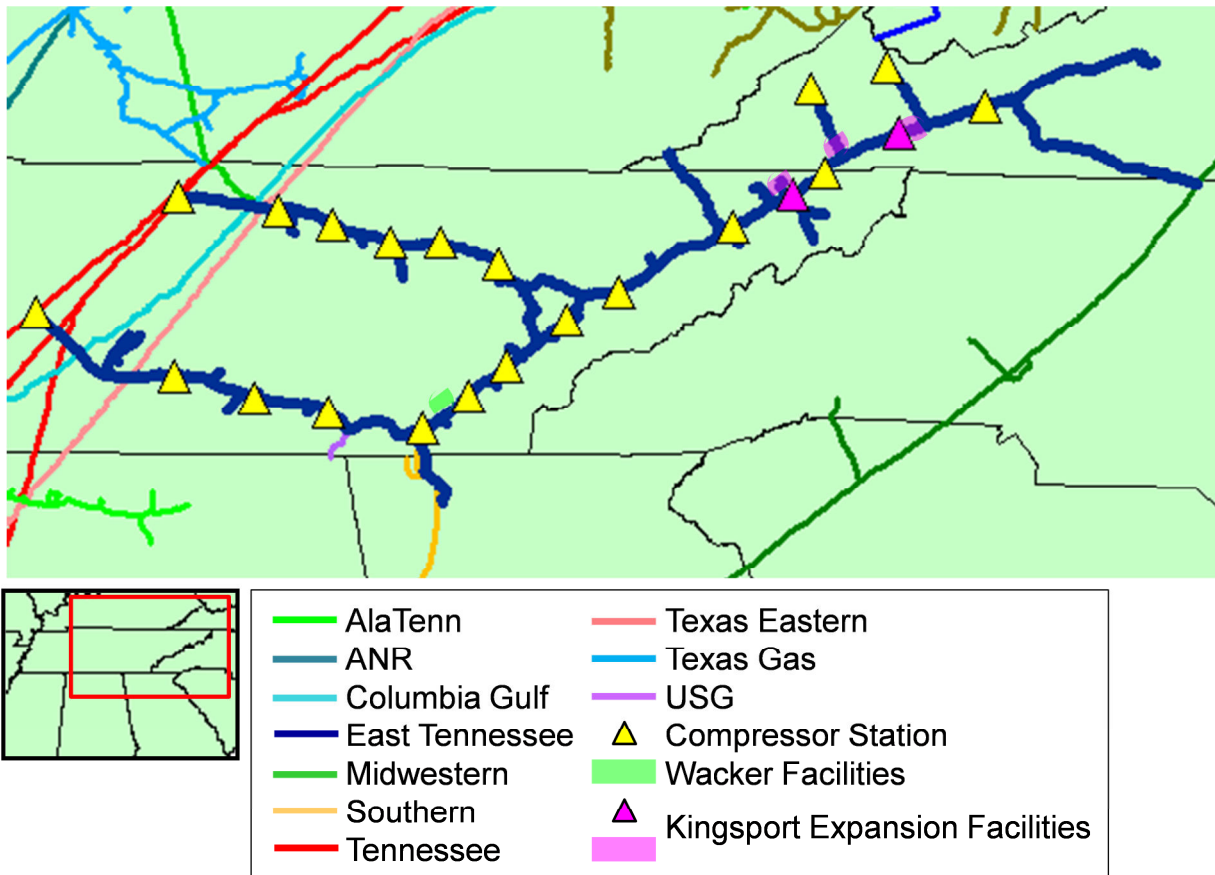 AlaTenn
ANR
Columbia Gulf
East Tennessee
Midwestern
Southern
Tennessee
Texas Eastern
Texas Gas
USG
Compressor Station
Wacker Facilities
Kingsport Expansion Facilities